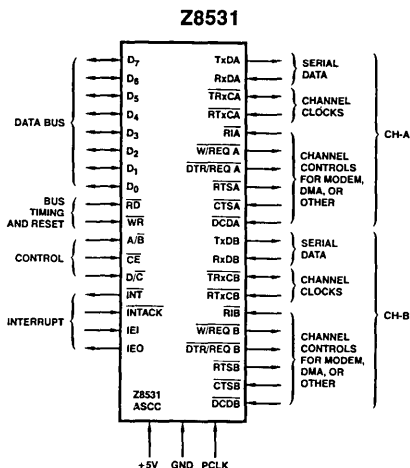 Z8531
DATA BUS
BUS
TIMING
AND RESET
CONTROL
INTERRUPT
D7
D6
D5
D4
D3
D2
D1
D0
RD
WR
A/B
CE
D/C
INT
INTACK
IEI
IEO
Z8531
ASCC
TxDA
RxDA
TRxCA
RTxCA
RIA
W/REQ A
DTR/REQ A
RTSA
CTSA
DCDA
TxDB
RxDB
TRxCB
RTxCB
RIB
W/REQ B
DTR/REQ B
RTSB
CTSB
DCDB
SERIAL
DATA
CHANNEL
CLOCKS
CHANNEL
CONTROLS
FOR MODEM,
DMA, OR
OTHER
CH-A
SERIAL
DATA
CHANNEL
CLOCKS
CHANNEL
CONTROLS
FOR MODEM,
DMA, OR
OTHER
CH-B
+5V GND PCLK